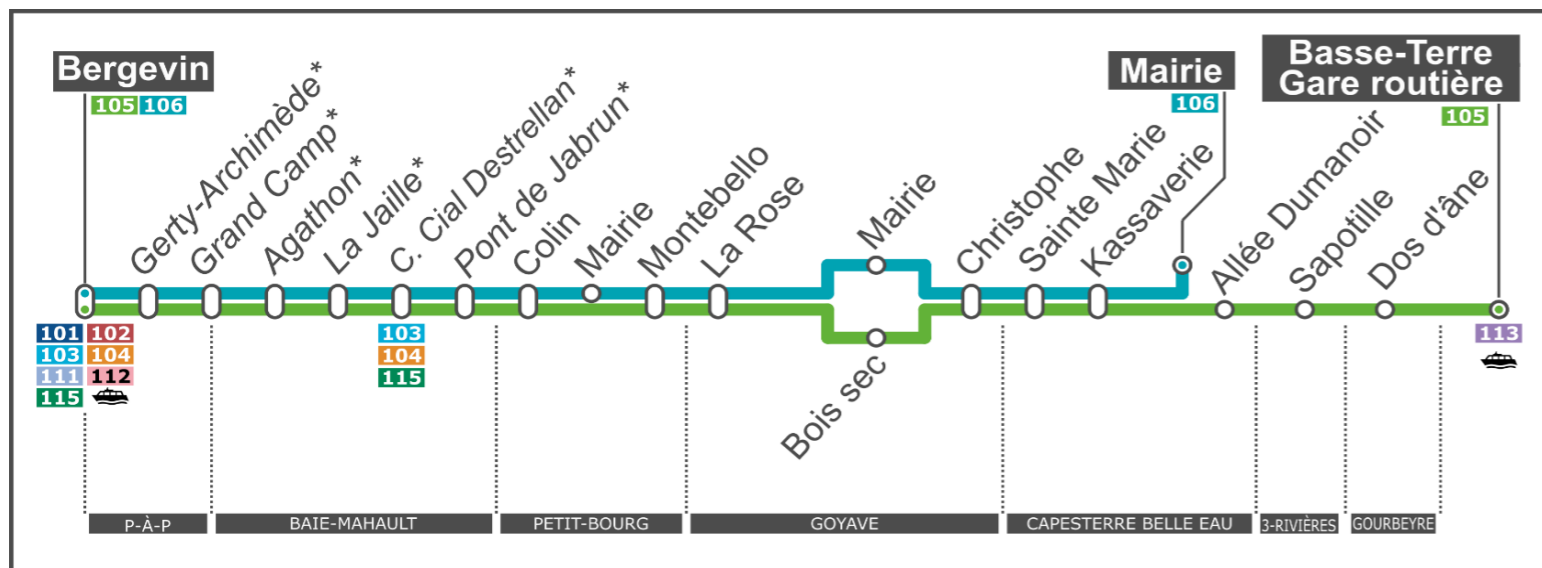 Bergevin
105 106
Gerty-Archimède*
Grand Camp*
Agathon*
La Jaille*
C. Cial Destrellan*
Pont de Jabrun*
Colin
Mairie
Montebello
La Rose
Mairie
Bois sec
Christophe
Sainte Marie
Kassaverie
Mairie
106
Allée Dumanoir
Sapotille
Dos d'âne
Basse-Terre
Gare routière
105
101 102
103 104
111 112
115
103
104
115
113
P-À-P
BAIE-MAHAULT
PETIT-BOURG
GOYAVE
CAPESTERRE BELLE EAU
3-RIVIÈRES
GOURBEYRE